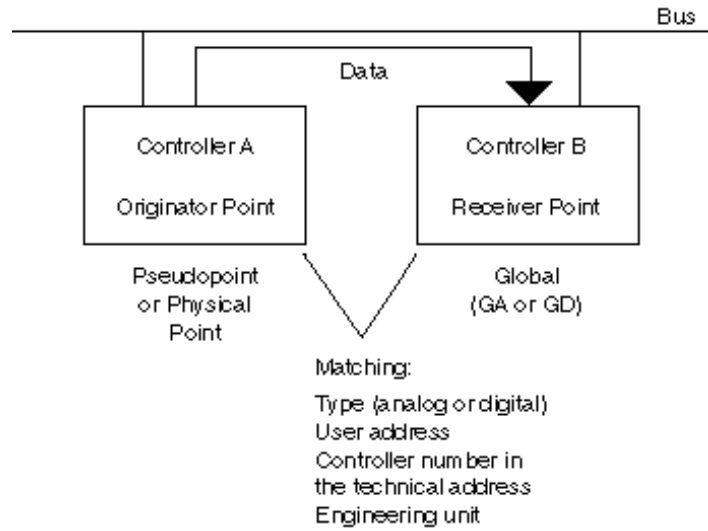 Bus
Data
Controller A
Originator Point
Controller B
Receiver Point
Pseudopoint
or Physical
Point
Global
(GA or GD)
Matching:
Type (analog or digital)
User address
Controller number in
the technical address
Engineering unit